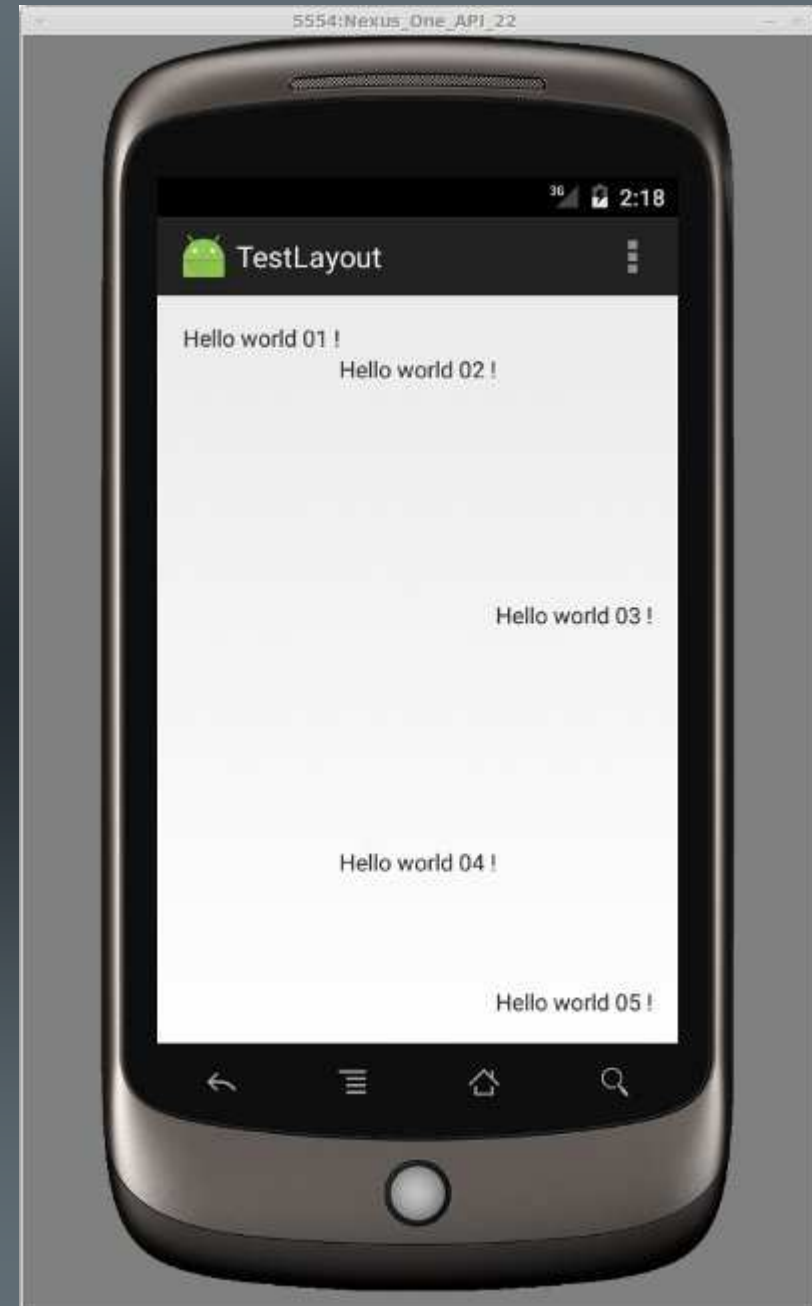 5554:Nexus_One_API_22
3G 2:18
TestLayout
Hello world 01 !
Hello world 02 !
Hello world 03 !
Hello world 04 !
Hello world 05 !